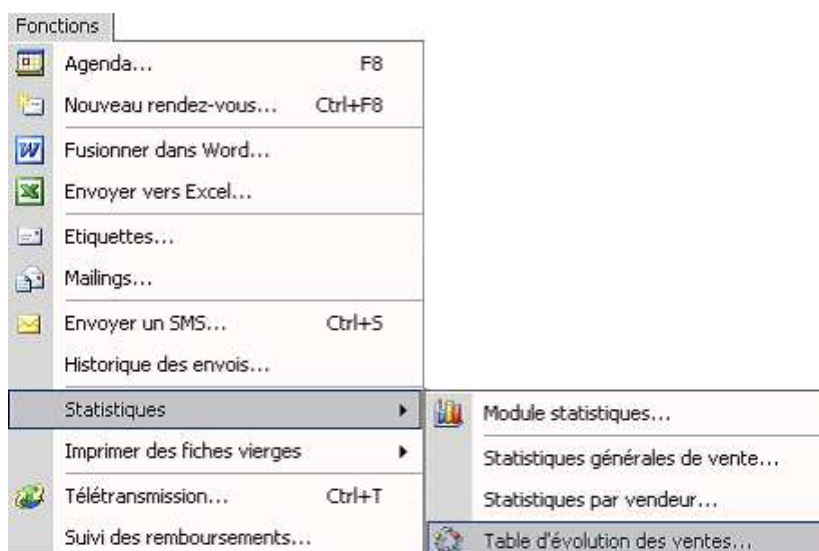 Fonctions
Agenda... F8
Nouveau rendez-vous... Ctrl+F8
Fusionner dans Word...
Envoyer vers Excel...
Etiquettes...
Mailings...
Envoyer un SMS... Ctrl+S
Historique des envois...
Statistiques
Module statistiques...
Imprimer des fiches vierges
Statistiques générales de vente...
Télétransmission... Ctrl+T
Statistiques par vendeur...
Suivi des remboursements...
Table d'évolution des ventes...